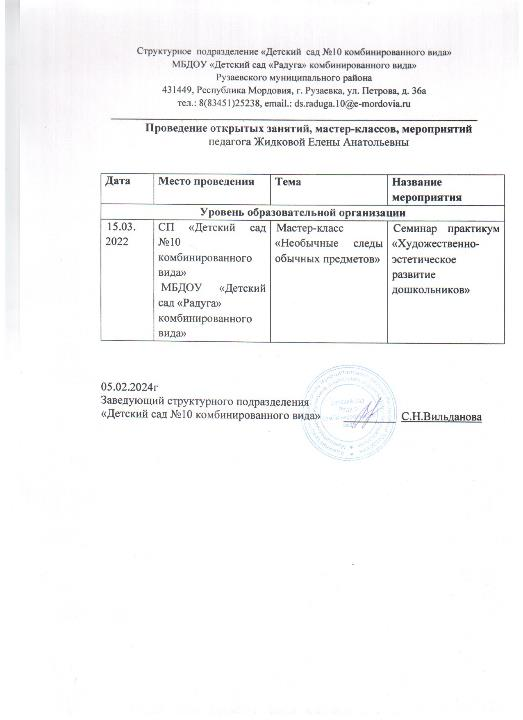 Структурное подразделение «Детский сад №10 комбинированного вида»
МБДОУ «Детский сад «Радуга» комбинированного вида»
Рузаевского муниципального района
431449, Республика Мордовия, г. Рузаевка, ул. Петрова, д. 36а
тел.: 8(83451)25238, email.: ds.raduga.10@e-mordovia.ru
Проведение открытых занятий, мастер-классов, мероприятий
педагога Жидковой Елены Анатольевны
Дата
Место проведения
Тема
Название
мероприятия
Уровень образовательной организации
15.03.
2022
СП «Детский сад
№10
комбинированного
вида»
МБДОУ «Детский
сад «Радуга»
комбинированного
вида»
Мастер-класс
«Необычные следы
обычных предметов»
Семинар практикум
«Художественно-
эстетическое
развитие
дошкольников»
05.02.2024г
Заведующий структурного подразделения
«Детский сад №10 комбинированного вида» С.Н.Вильданова